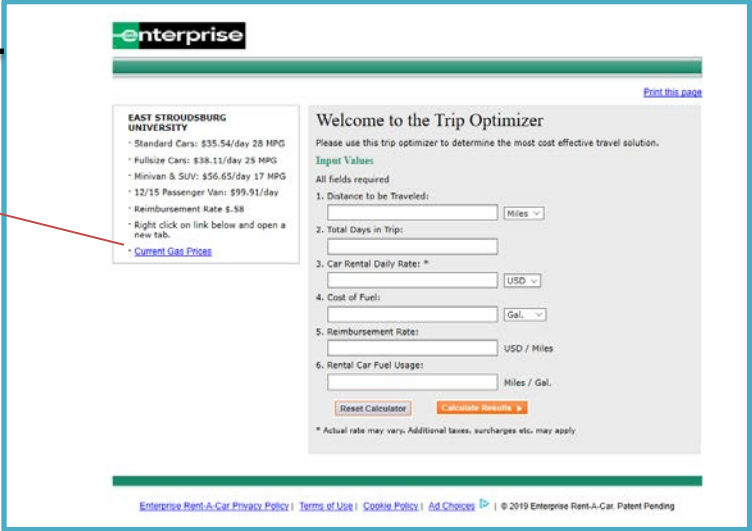 enterprise
Print this page
EAST STROUDSBURG
UNIVERSITY
Standard Cars: $35.54/day 28 MPG
Fullsize Cars: $38.11/day 25 MPG
Minivan & SUV: $56.65/day 17 MPG
12/15 Passenger Van: $99.91/day
Reimbursement Rate $.58
Right click on link below and open a
new tab.
Current Gas Prices
Welcome to the Trip Optimizer
Please use this trip optimizer to determine the most cost effective travel solution.
Input Values
All fields required
1. Distance to be Traveled:
Miles
2. Total Days in Trip:
3. Car Rental Daily Rate: *
USD
4. Cost of Fuel:
Gal.
5. Reimbursement Rate:
USD / Miles
6. Rental Car Fuel Usage:
Miles / Gal.
Reset Calculator Calculate Results
* Actual rate may vary. Additional taxes, surcharges etc. may apply
Enterprise Rent-A-Car Privacy Policy | Terms of Use | Cookie Policy | Ad Choices | © 2019 Enterprise Rent-A-Car. Patent Pending